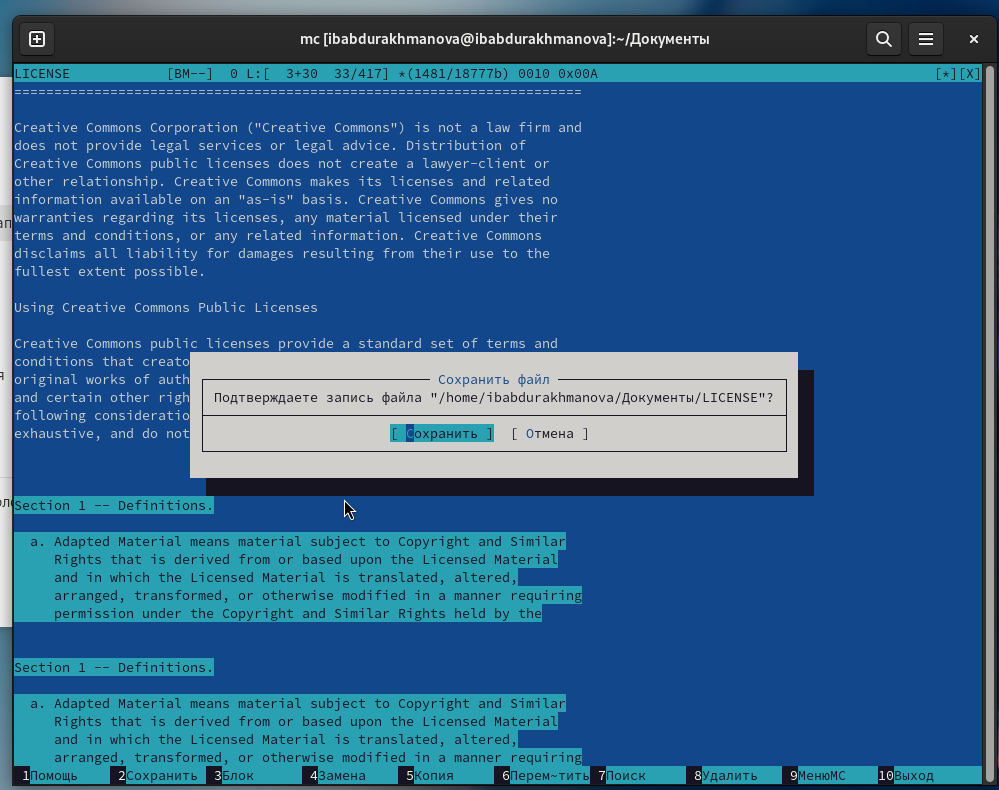 mc [ibabdurakhmanova@ibabdurakhmanova]:~/Документы
LICENSE [BM--] 0 L:[ 3+30 33/417] *(1481/18777b) 0010 0x00A [*][X]
=======================================================================
Creative Commons Corporation ("Creative Commons") is not a law firm and
does not provide legal services or legal advice. Distribution of
Creative Commons public licenses does not create a lawyer-client or
other relationship. Creative Commons makes its licenses and related
information available on an "as-is" basis. Creative Commons gives no
warranties regarding its licenses, any material licensed under their
terms and conditions, or any related information. Creative Commons
disclaims all liability for damages resulting from their use to the
fullest extent possible.
Using Creative Commons Public Licenses
Creative Commons public licenses provide a standard set of terms and
conditions that creato
original works of auth
and certain other righ
following consideratio
exhaustive, and do not
Сохранить файл
Подтверждаете запись файла "/home/ibabdurakhmanova/Документы/LICENSE"?
[ Сохранить ] [ Отмена ]
Section 1 -- Definitions.
a. Adapted Material means material subject to Copyright and Similar
Rights that is derived from or based upon the Licensed Material
and in which the Licensed Material is translated, altered,
arranged, transformed, or otherwise modified in a manner requiring
permission under the Copyright and Similar Rights held by the
Section 1 -- Definitions.
a. Adapted Material means material subject to Copyright and Similar
Rights that is derived from or based upon the Licensed Material
and in which the Licensed Material is translated, altered,
arranged, transformed, or otherwise modified in a manner requiring
1Помощь 2Сохранить 3Блок 4Замена 5Копия 6Перем~тить 7Поиск 8Удалить 9МенюМС 10Выход